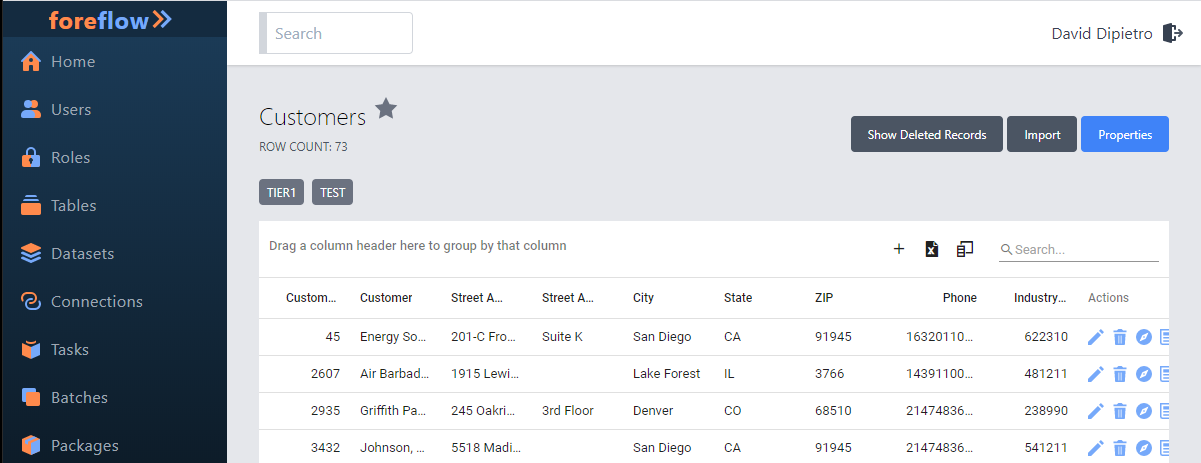 foreflow
Home
Users
Roles
Tables
Datasets
Connections
Tasks
Batches
Packages
Search
David Dipietro
Customers
ROW COUNT: 73
Show Deleted Records Import Properties
TIER1 TEST
Drag a column header here to group by that column
Search...
Custom... Customer Street A... Street A... City State ZIP Phone Industry... Actions
45 Energy So... 201-C Fro... Suite K San Diego CA 91945 16320110... 622310
2607 Air Barbad... 1915 Lewi... Lake Forest IL 3766 14391100... 481211
2935 Griffith Pa... 245 Oakri... 3rd Floor Denver CO 68510 21474836... 238990
3432 Johnson, ... 5518 Madi... San Diego CA 91945 21474836... 541211